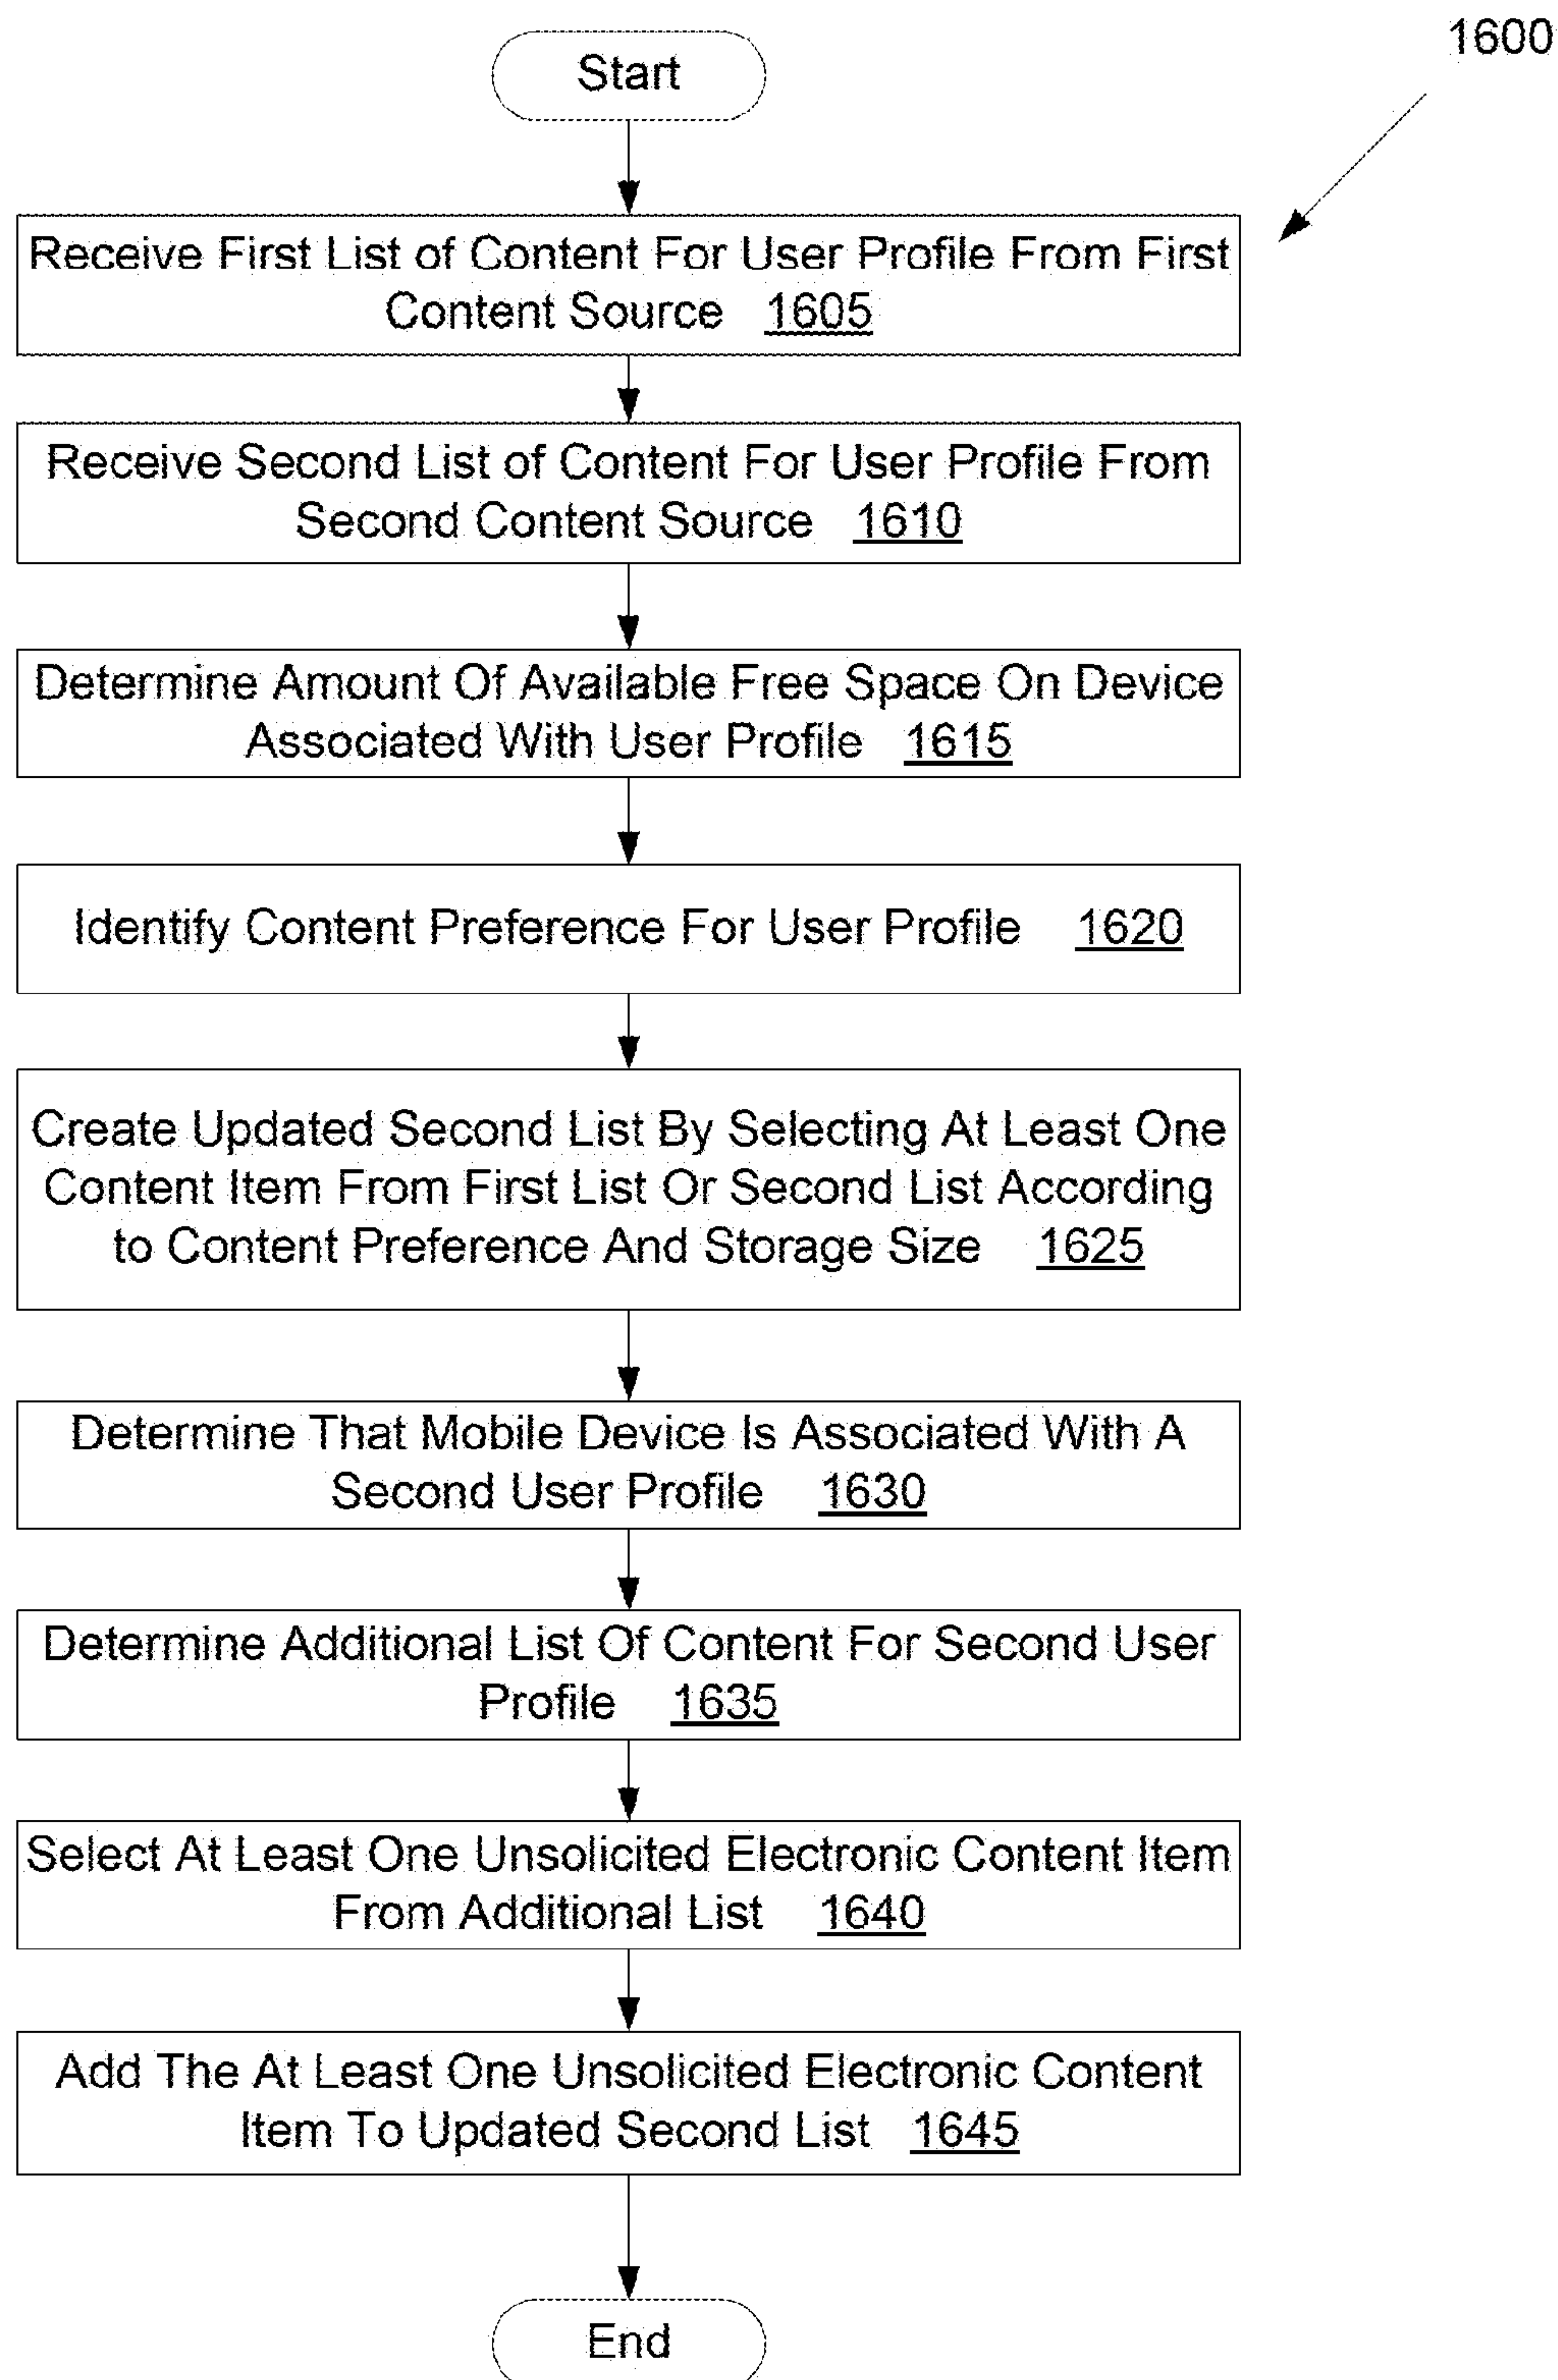 1600
Start
Receive First List of Content For User Profile From First
Content Source 1605
Receive Second List of Content For User Profile From
Second Content Source 1610
Determine Amount Of Available Free Space On Device
Associated With User Profile 1615
Identify Content Preference For User Profile 1620
Create Updated Second List By Selecting At Least One
Content Item From First List Or Second List According
to Content Preference And Storage Size 1625
Determine That Mobile Device Is Associated With A
Second User Profile 1630
Determine Additional List Of Content For Second User
Profile 1635
Select At Least One Unsolicited Electronic Content Item
From Additional List 1640
Add The At Least One Unsolicited Electronic Content
Item To Updated Second List 1645
End